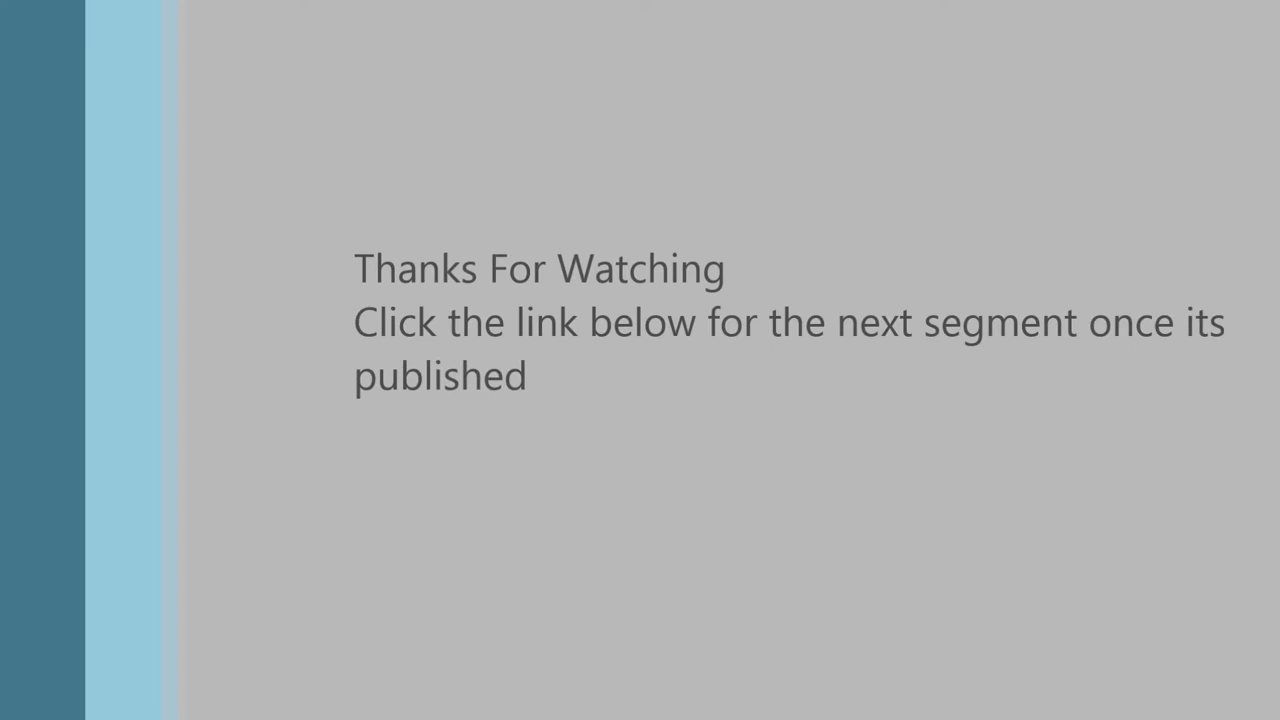 Thanks For Watching
Click the link below for the next segment once its
published